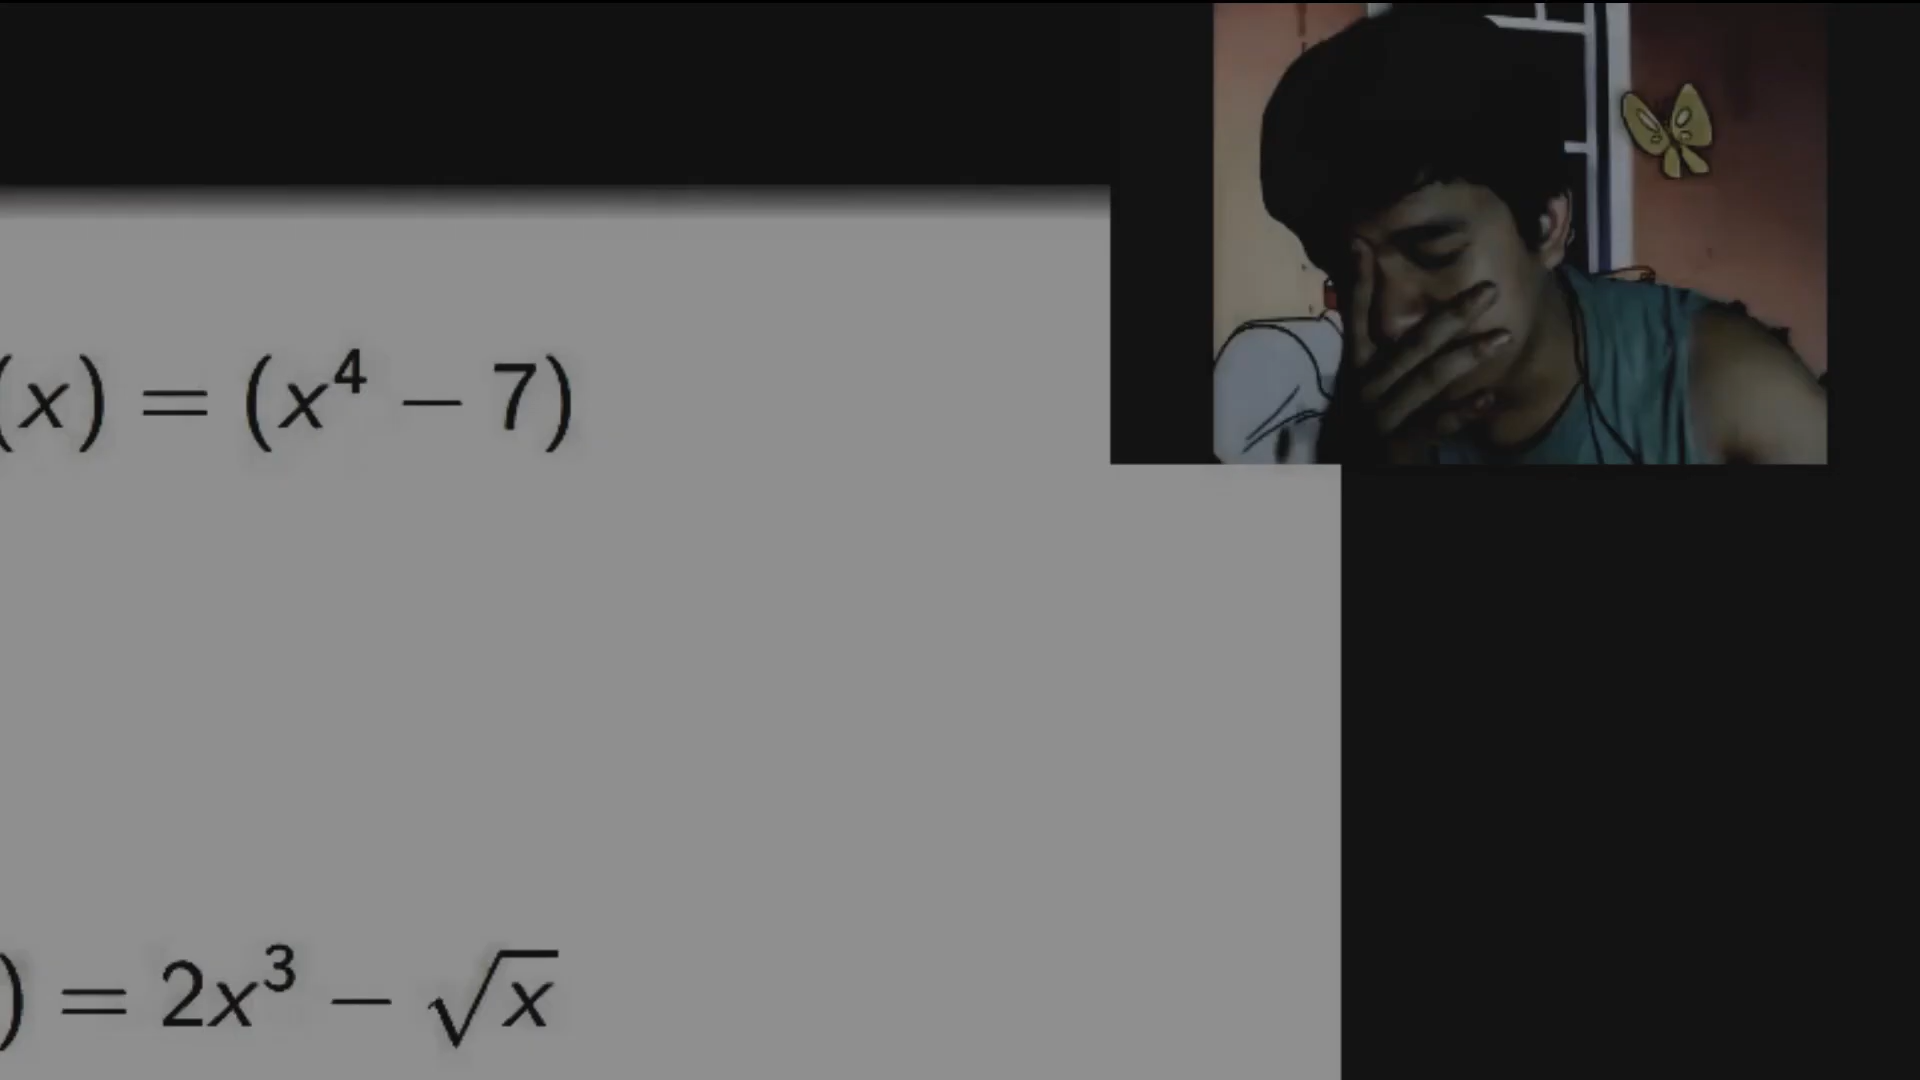 (x) = (x⁴ − 7)
) = 2x³ − √x